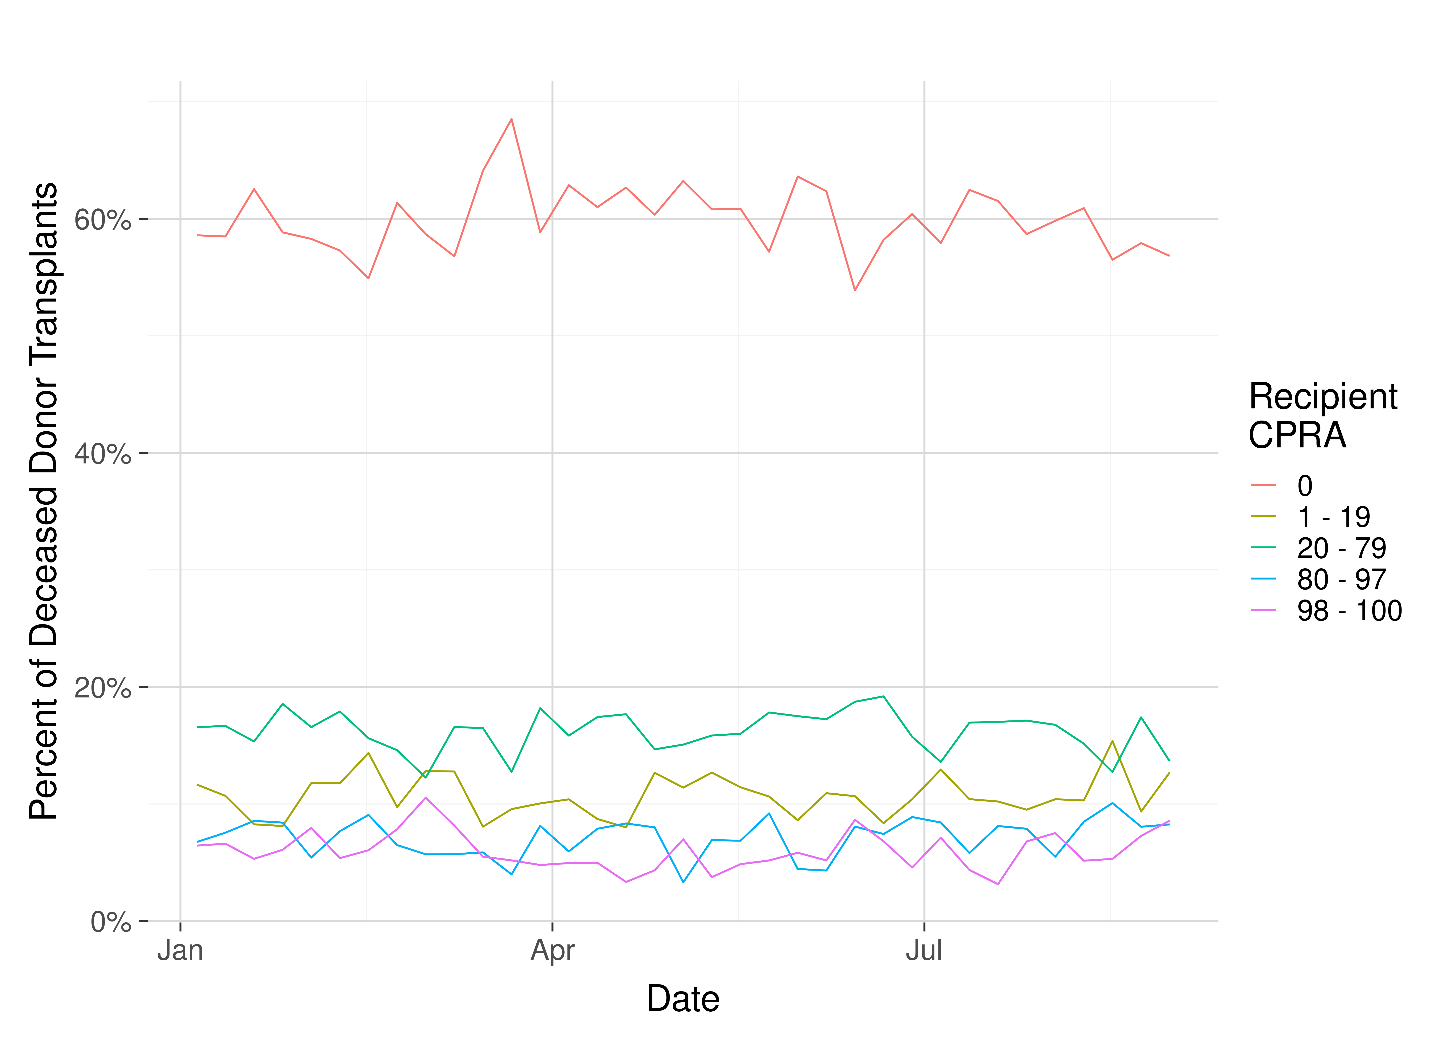 Percent of Deceased Donor Transplants
60%
40%
20%
0%
Jan Apr Jul
Date
Recipient
CPRA
0
1 - 19
20 - 79
80 - 97
98 - 100